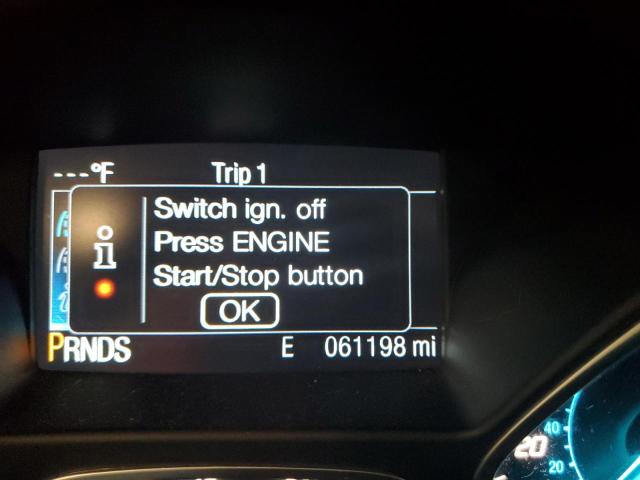 ---°F Trip 1
Switch ign. off
i
Press ENGINE
Start/Stop button
OK
PRNDS E 061198 mi
40
20
20